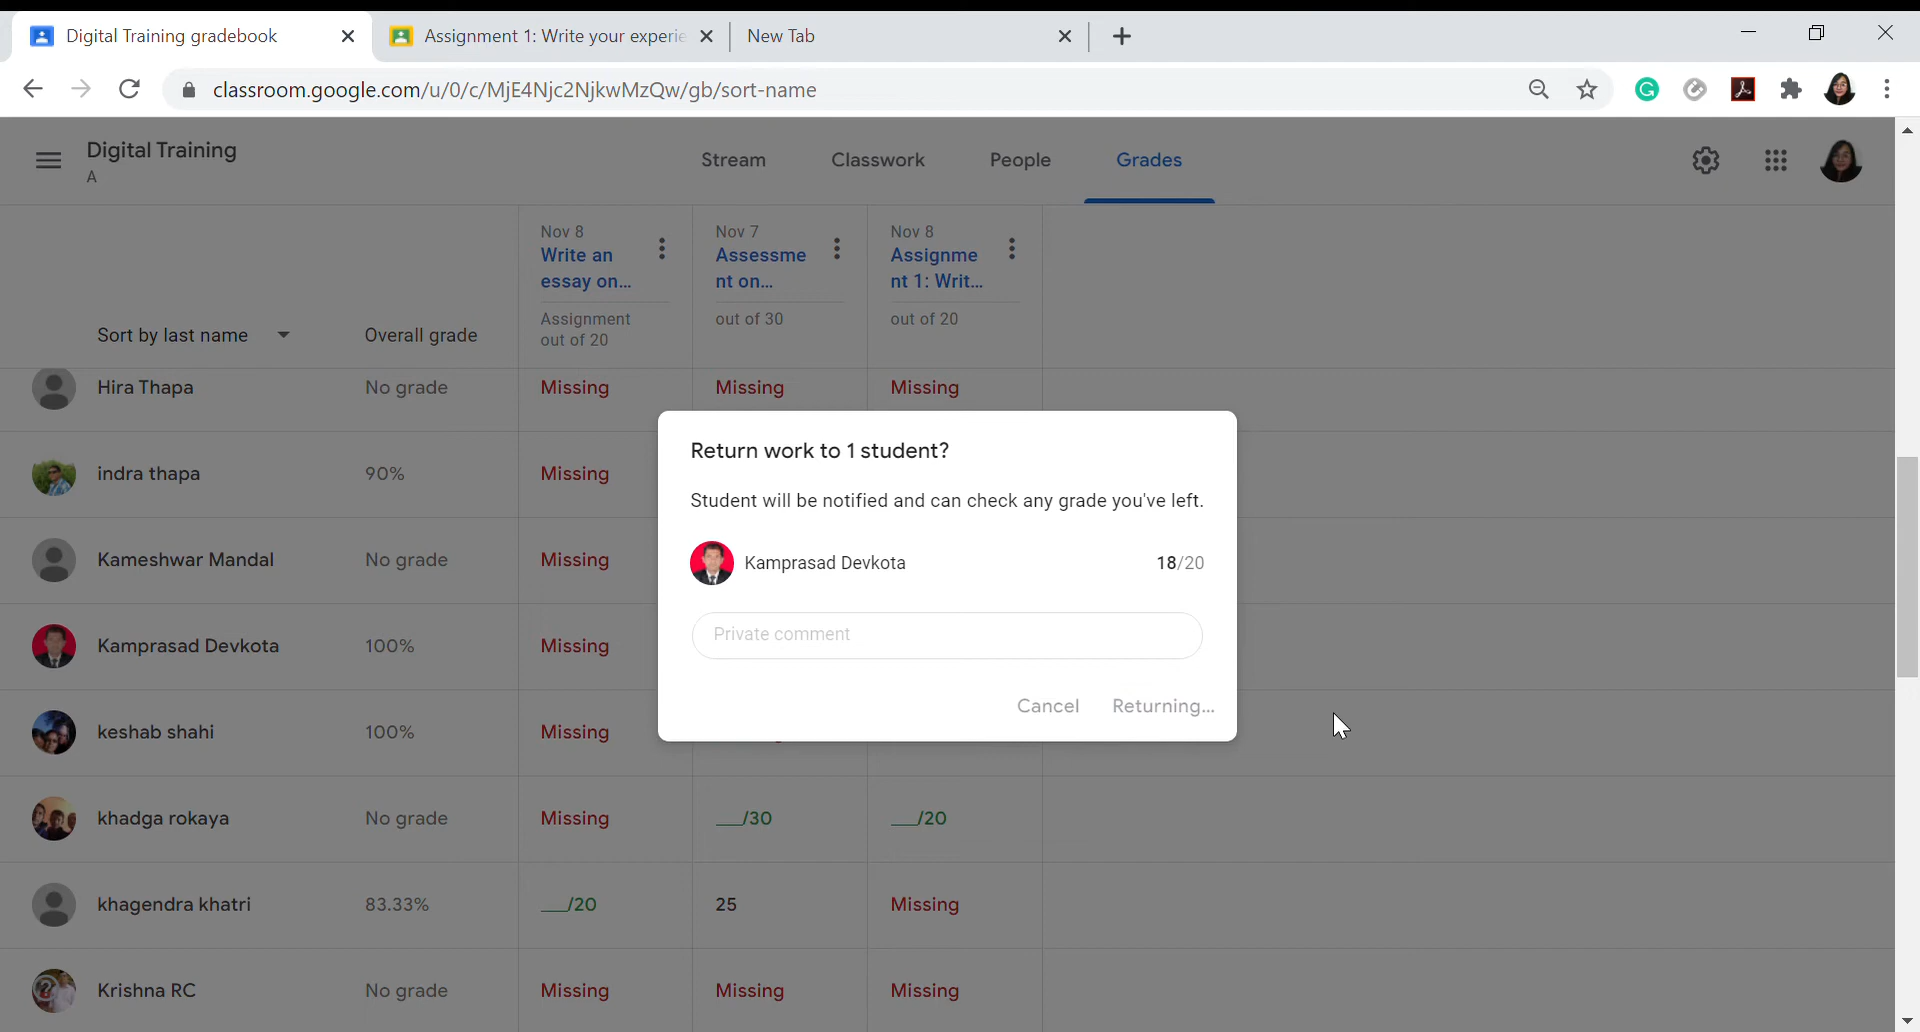 Digital Training gradebook
Assignment 1: Write your experie
New Tab
classroom.google.com/u/0/c/MjE4Njc2NjkwMzQw/gb/sort-name
Digital Training
A
Stream
Classwork
People
Grades
Nov 8
Write an
essay on...
Assignment
out of 20
Nov 7
Assessme
nt on...
out of 30
Nov 8
Assignme
nt 1: Writ...
out of 20
Sort by last name
Overall grade
Hira Thapa No grade Missing Missing Missing
indra thapa 90% Missing
Kameshwar Mandal No grade Missing
Kamprasad Devkota 100% Missing
keshab shahi 100% Missing
khadga rokaya No grade Missing ___/30 ___/20
khagendra khatri 83.33% ___/20 25 Missing
Krishna RC No grade Missing Missing Missing
Return work to 1 student?
Student will be notified and can check any grade you've left.
Kamprasad Devkota 18/20
Private comment
Cancel Returning...